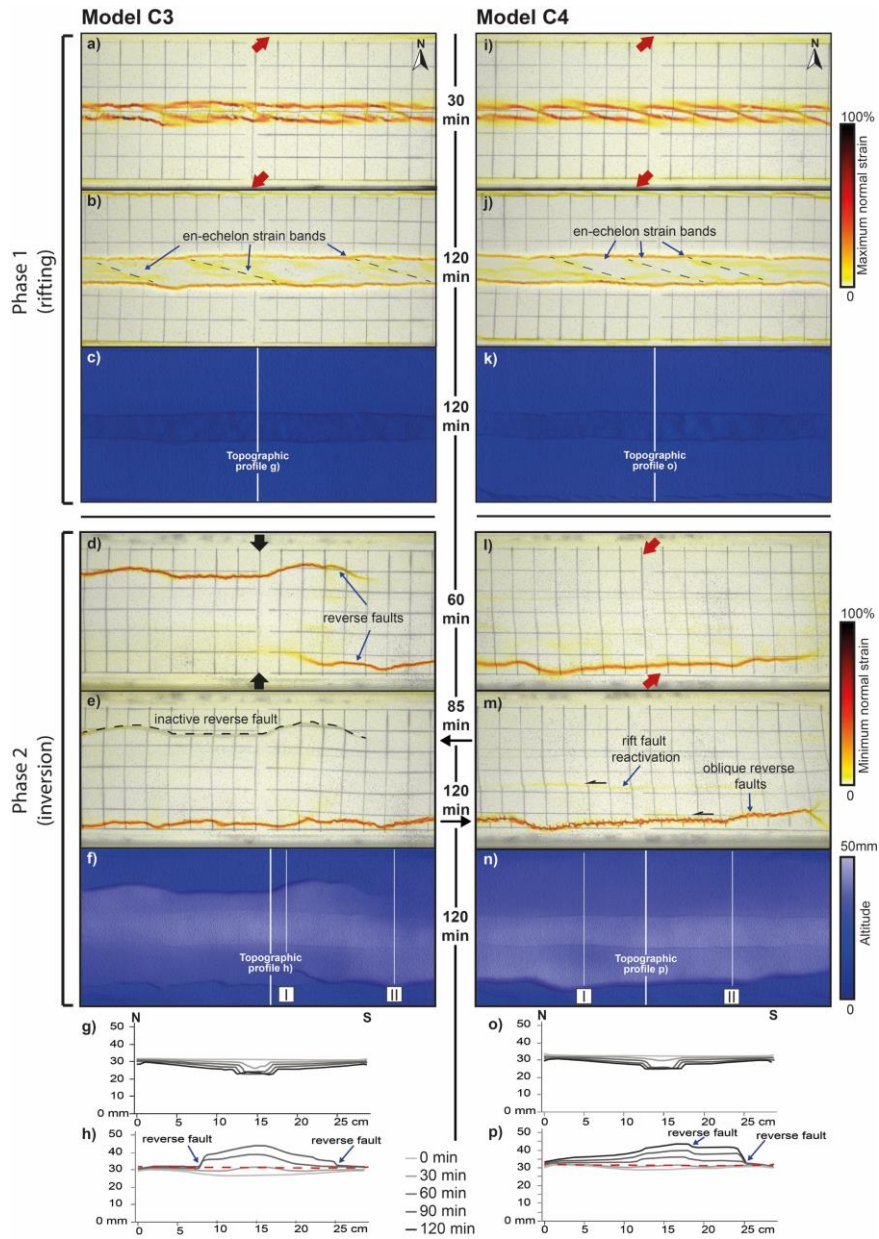 Model C3
Model C4
Phase 1
(rifting)
a)
N
i)
N
30
min
100%
Maximum normal strain
0
b)
en-echelon strain bands
j)
en-echelon strain bands
120
min
c)
Topographic
profile g)
k)
Topographic
profile o)
120
min
Phase 2
(inversion)
d)
reverse faults
l)
60
min
100%
Minimum normal strain
0
e)
inactive reverse fault
85
min
120
min
m)
rift fault
reactivation
oblique reverse
faults
f)
Topographic
profile h)
I
II
120
min
n)
Topographic
profile p)
I
II
50mm
Altitude
0
g)
N
S
50
40
30
20
10
0 mm
0
5
10
15
20
25 cm
o)
50
40
30
20
10
0 mm
0
5
10
15
20
25 cm
h)
50
40
30
20
10
0 mm
reverse fault
reverse fault
0
5
10
15
20
25 cm
0 min
30 min
60 min
90 min
120 min
p)
50
40
30
20
10
0 mm
reverse fault
reverse fault
0
5
10
15
20
25 cm